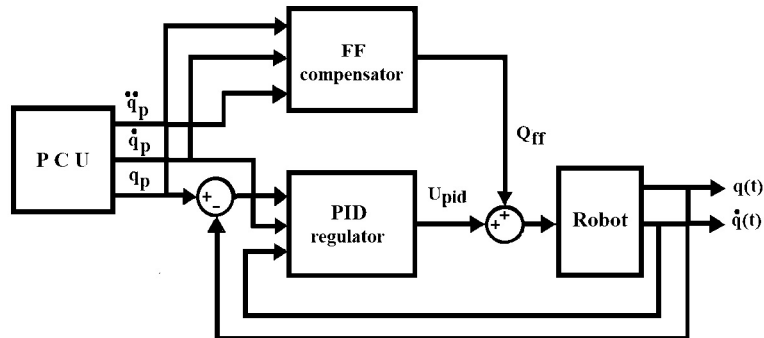 FF
compensator
q̈p
q̇p
qp
P C U
+
-
PID
regulator
Upid
Qff
+
+
Robot
q(t)
q̇(t)